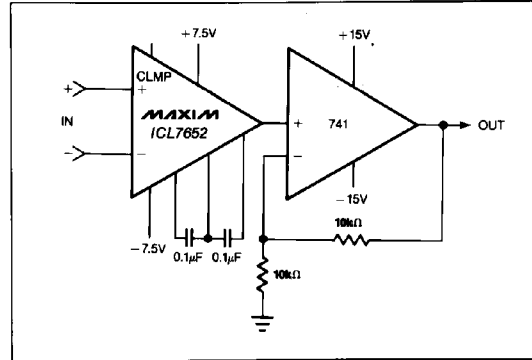 +7.5V
+15V
CLMP
+
IN
−
MAXIM
ICL7652
+
−
741
OUT
−7.5V
0.1µF
0.1µF
−15V
10kΩ
10kΩ